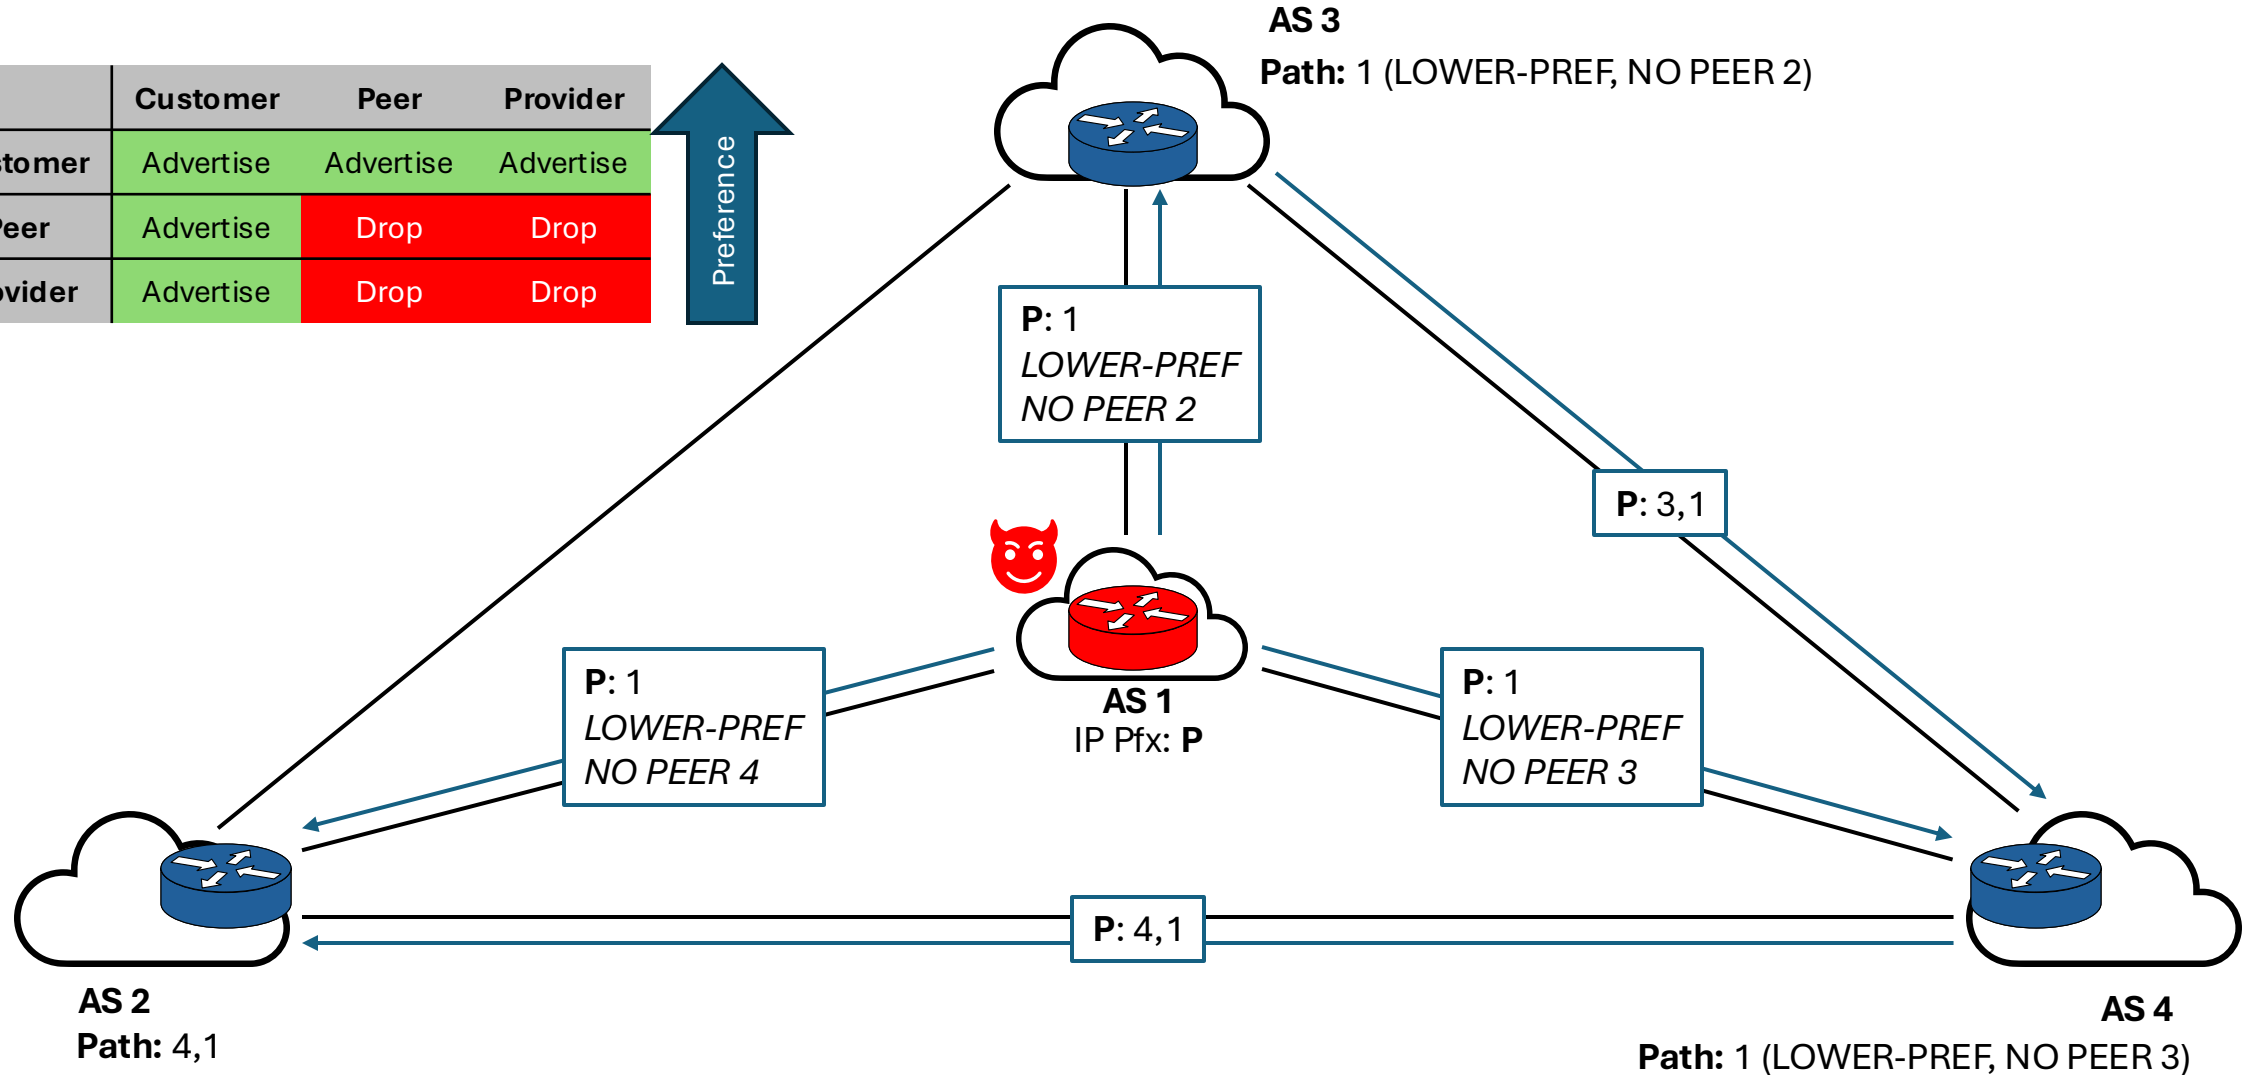 AS 3
Path: 1 (LOWER-PREF, NO PEER 2)
Customer Peer Provider
stomer Advertise Advertise Advertise
Peer Advertise Drop Drop
vider Advertise Drop Drop
Preference
P: 1
LOWER-PREF
NO PEER 2
P: 3,1
P: 1
LOWER-PREF
NO PEER 4
AS 1
IP Pfx: P
P: 1
LOWER-PREF
NO PEER 3
P: 4,1
AS 2
Path: 4,1
AS 4
Path: 1 (LOWER-PREF, NO PEER 3)